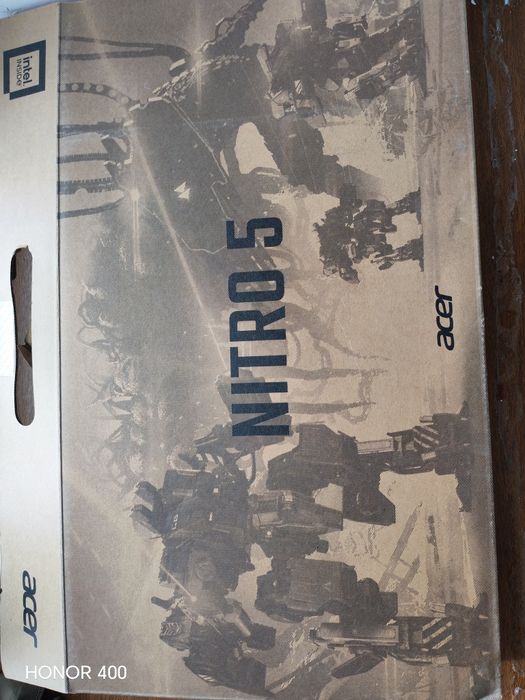 intel
INSIDE
NITRO 5
acer
acer
HONOR 400